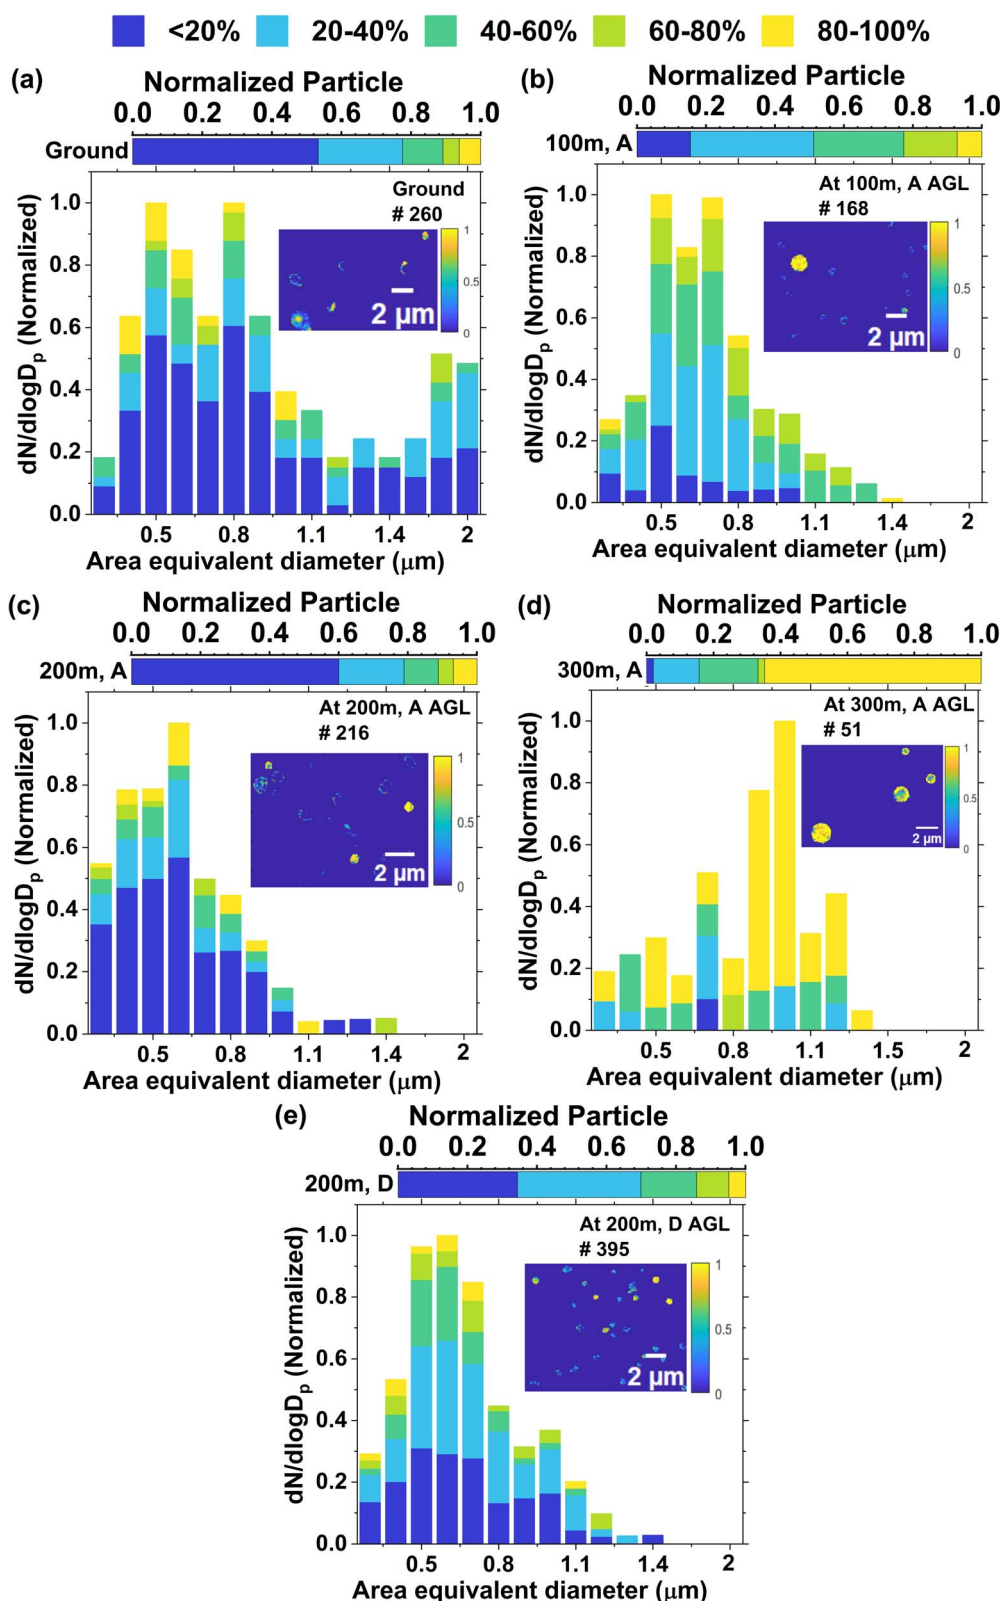 <20% 20-40% 40-60% 60-80% 80-100%
(a)
Normalized Particle
0.0 0.2 0.4 0.6 0.8 1.0
Ground
Ground
# 260
1
0.5
0
2 μm
dN/dlogDp (Normalized)
1.0
0.8
0.6
0.4
0.2
0.0
0.5 0.8 1.1 1.4 2
Area equivalent diameter (μm)
(b)
Normalized Particle
0.0 0.2 0.4 0.6 0.8 1.0
100m, A
At 100m, A AGL
# 168
1
0.5
0
2 μm
dN/dlogDp (Normalized)
1.0
0.8
0.6
0.4
0.2
0.0
0.5 0.8 1.1 1.4 2
Area equivalent diameter (μm)
(c)
Normalized Particle
0.0 0.2 0.4 0.6 0.8 1.0
200m, A
At 200m, A AGL
# 216
1
0.5
0
2 μm
dN/dlogDp (Normalized)
1.0
0.8
0.6
0.4
0.2
0.0
0.5 0.8 1.1 1.4 2
Area equivalent diameter (μm)
(d)
Normalized Particle
0.0 0.2 0.4 0.6 0.8 1.0
300m, A
At 300m, A AGL
# 51
1
0.5
0
2 μm
dN/dlogDp (Normalized)
1.0
0.8
0.6
0.4
0.2
0.0
0.5 0.8 1.1 1.5 2
Area equivalent diameter (μm)
(e)
Normalized Particle
0.0 0.2 0.4 0.6 0.8 1.0
200m, D
At 200m, D AGL
# 395
1
0.5
0
2 μm
dN/dlogDp (Normalized)
1.0
0.8
0.6
0.4
0.2
0.0
0.5 0.8 1.1 1.4 2
Area equivalent diameter (μm)